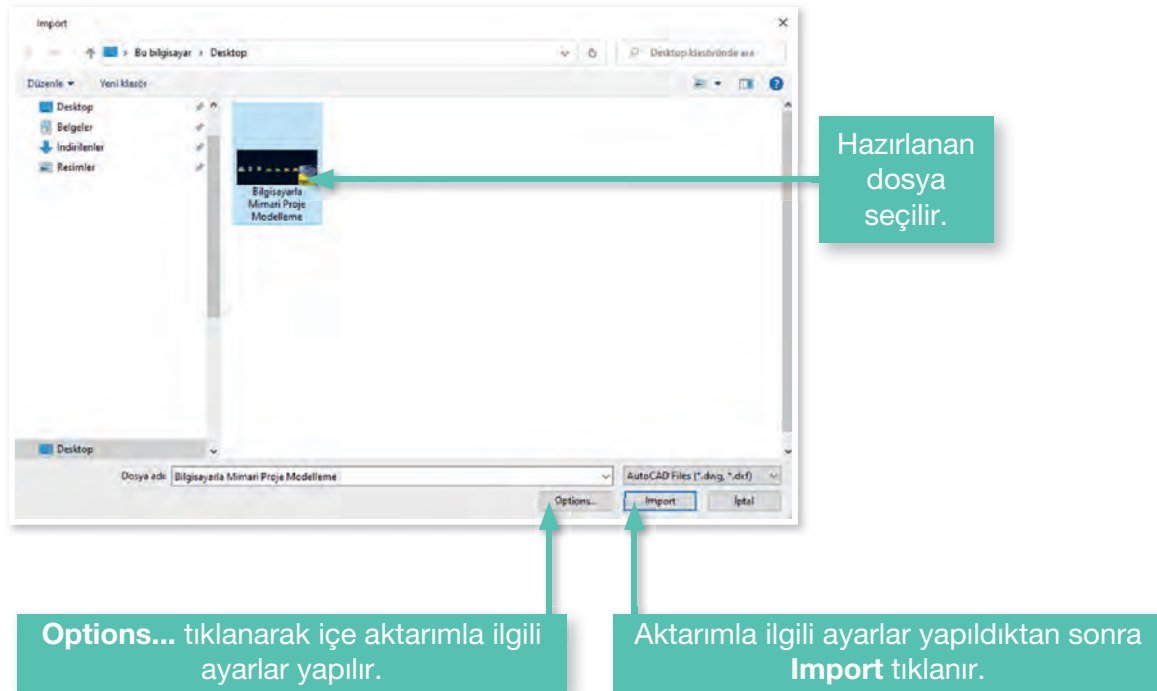 Import
Bu bilgisayar › Desktop
Desktop klasöründe ara
Düzenle
Yeni klasör
Desktop
Belgeler
İndirilenler
Resimler
Bilgisayarla
Mimari Proje
Modelleme
Desktop
Dosya adı:
Bilgisayarla Mimari Proje Modelleme
AutoCAD Files (*.dwg, *.dxf)
Options...
Import
İptal
Hazırlanan
dosya
seçilir.
Options... tıklanarak içe aktarımla ilgili
ayarlar yapılır.
Aktarımla ilgili ayarlar yapıldıktan sonra
Import tıklanır.